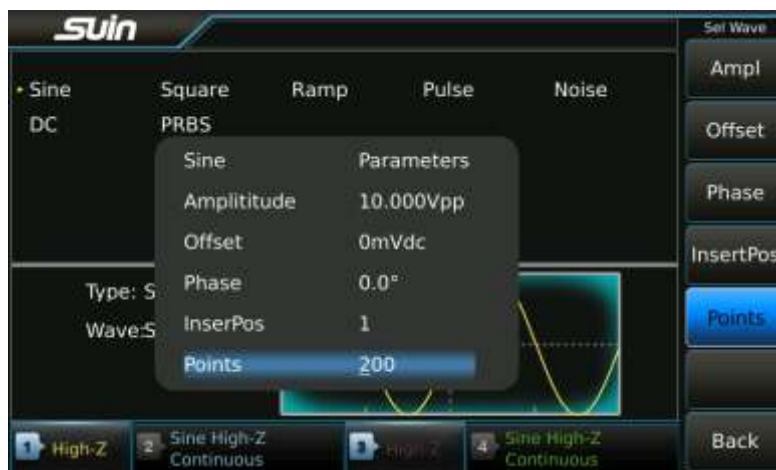 Suin
Sel Wave
Sine Square Ramp Pulse Noise
DC PRBS
Sine Parameters
Amplititude 10.000Vpp
Offset 0mVdc
Phase 0.0°
InserPos 1
Points 200
Type: S
Wave:S
Ampl
Offset
Phase
InsertPos
Points
Back
1 High-Z
2 Sine High-Z
Continuous
3 High-Z
4 Sine High-Z
Continuous